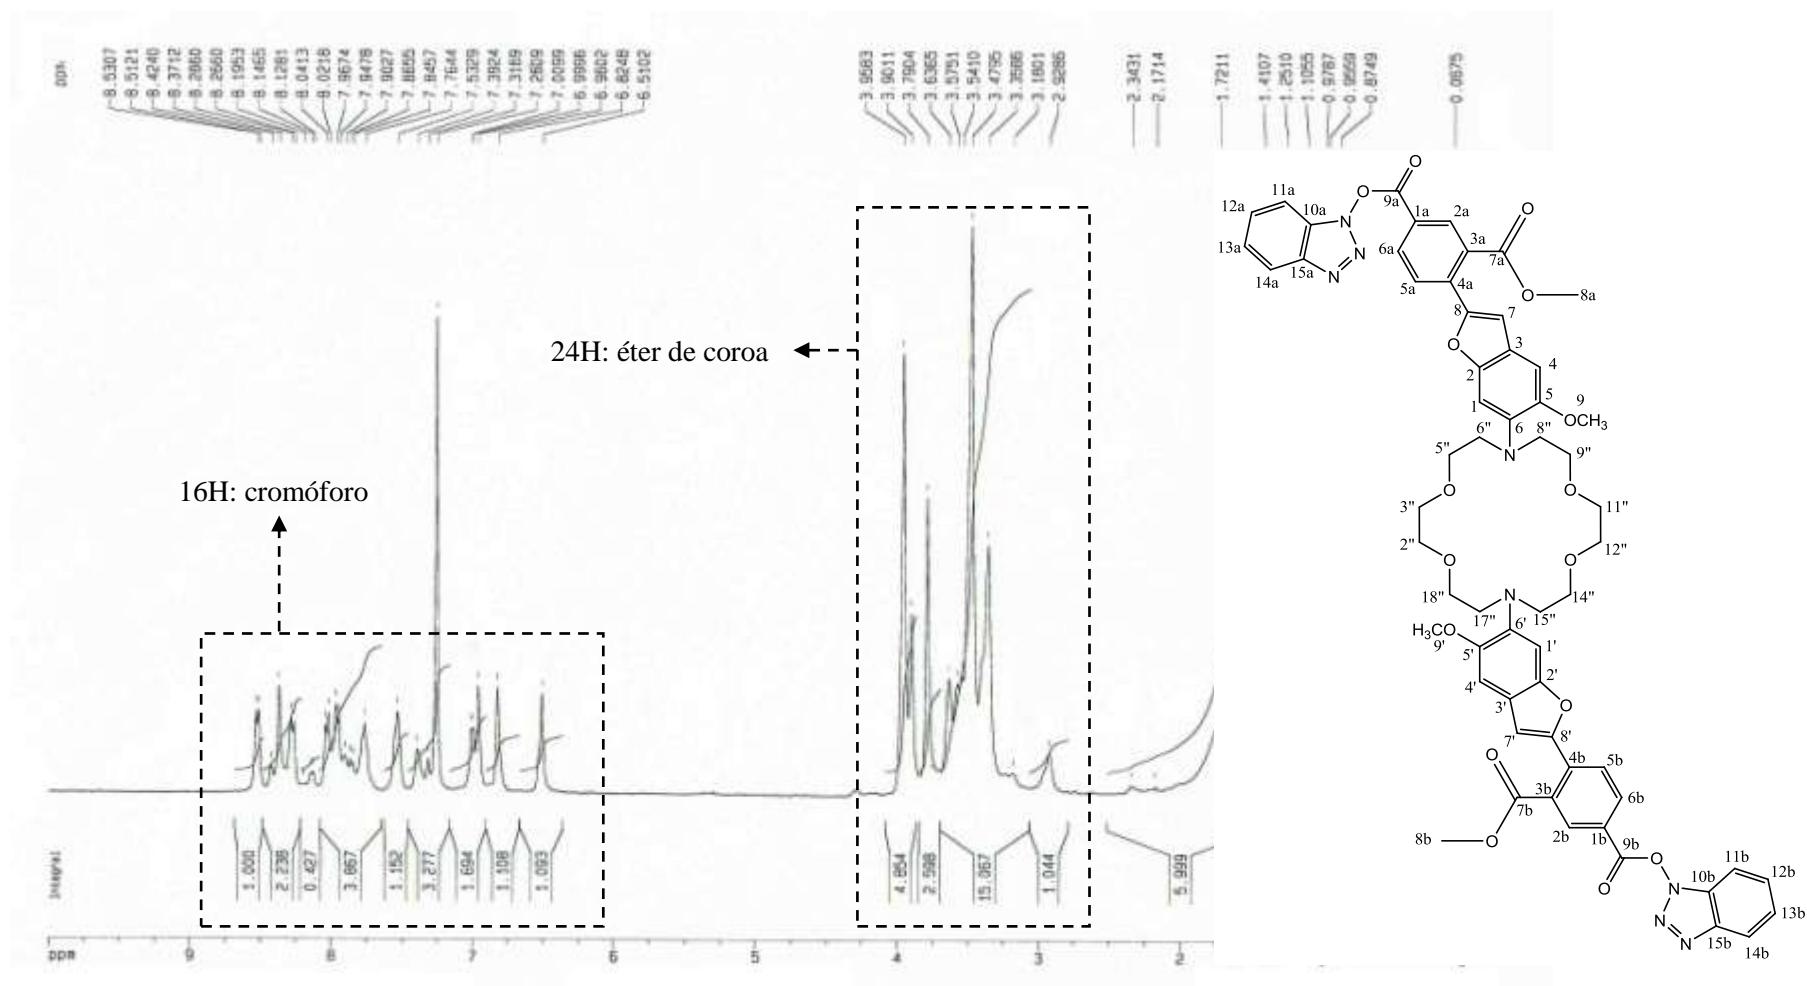 ppm
8.5307
8.5121
8.4240
8.3712
8.2860
8.2660
8.1953
8.1465
8.1281
8.0413
8.0218
7.9674
7.9478
7.9027
7.8655
7.8457
7.7644
7.5329
7.3924
7.3169
7.2609
7.0099
6.9996
6.9602
6.8248
6.5102
3.9583
3.9011
3.7904
3.6365
3.5751
3.5410
3.4795
3.3586
3.1801
2.9286
2.3431
2.1714
1.7211
1.4107
1.2510
1.1055
0.9787
0.9559
0.8749
0.0675
24H: éter de coroa
16H: cromóforo
Integral
1.000
2.238
0.427
3.867
1.152
3.277
1.694
1.108
1.093
4.854
2.598
15.067
1.044
5.999
ppm
9
8
7
6
5
4
3
2
O
11a O 9a 1a 2a O
12a 10a N 3a
13a N 6a 7a
15a N
14a 5a 4a O 8a
8 7
O 3
2 4
1 5 9
6 OCH3
6" 8"
5" N 9"
O O
3" 11"
2" 12"
O O
18" N 14"
17" 15"
H3CO 6' 1'
9' 5'
4' 2'
3' O
7' 8'
O 4b 5b
3b
7b 6b
8b O 2b 1b 9b
O 11b
O 10b 12b
N
N 13b
N 15b 14b